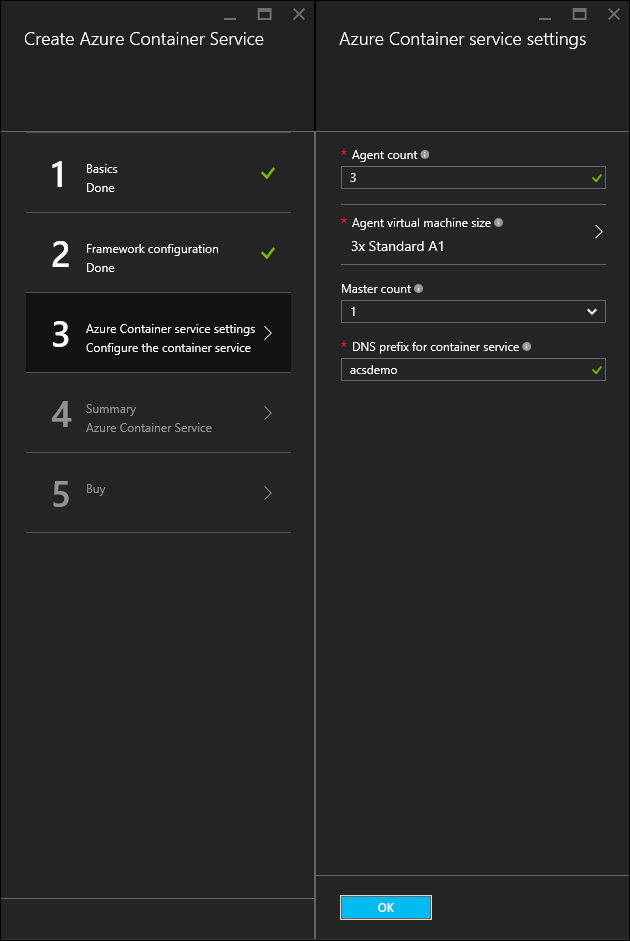 Create Azure Container Service
1
Basics
Done
2
Framework configuration
Done
3
Azure Container service settings
Configure the container service
4
Summary
Azure Container Service
5
Buy
Azure Container service settings
* Agent count
3
* Agent virtual machine size
3x Standard A1
Master count
1
* DNS prefix for container service
acsdemo
OK